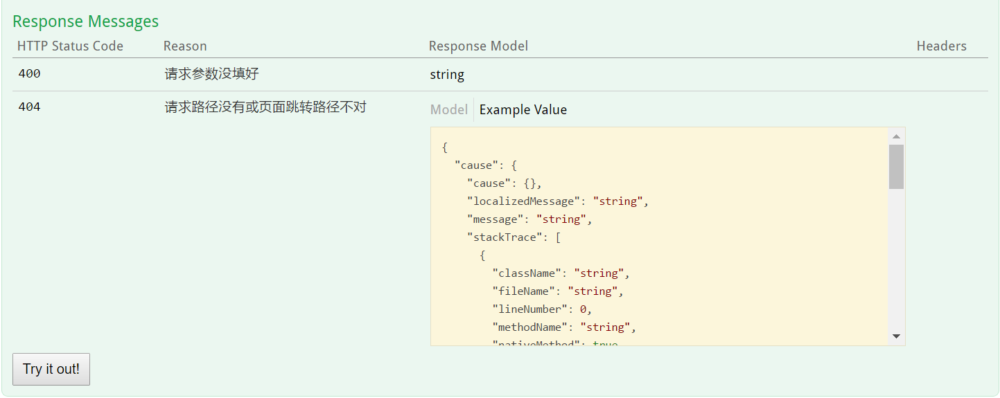 Response Messages
HTTP Status Code Reason Response Model Headers
400 请求参数没填好 string
404 请求路径没有或页面跳转路径不对 Model Example Value
{
"cause": {
"cause": {},
"localizedMessage": "string",
"message": "string",
"stackTrace": [
{
"className": "string",
"fileName": "string",
"lineNumber": 0,
"methodName": "string",
"nativeMethod": true
Try it out!